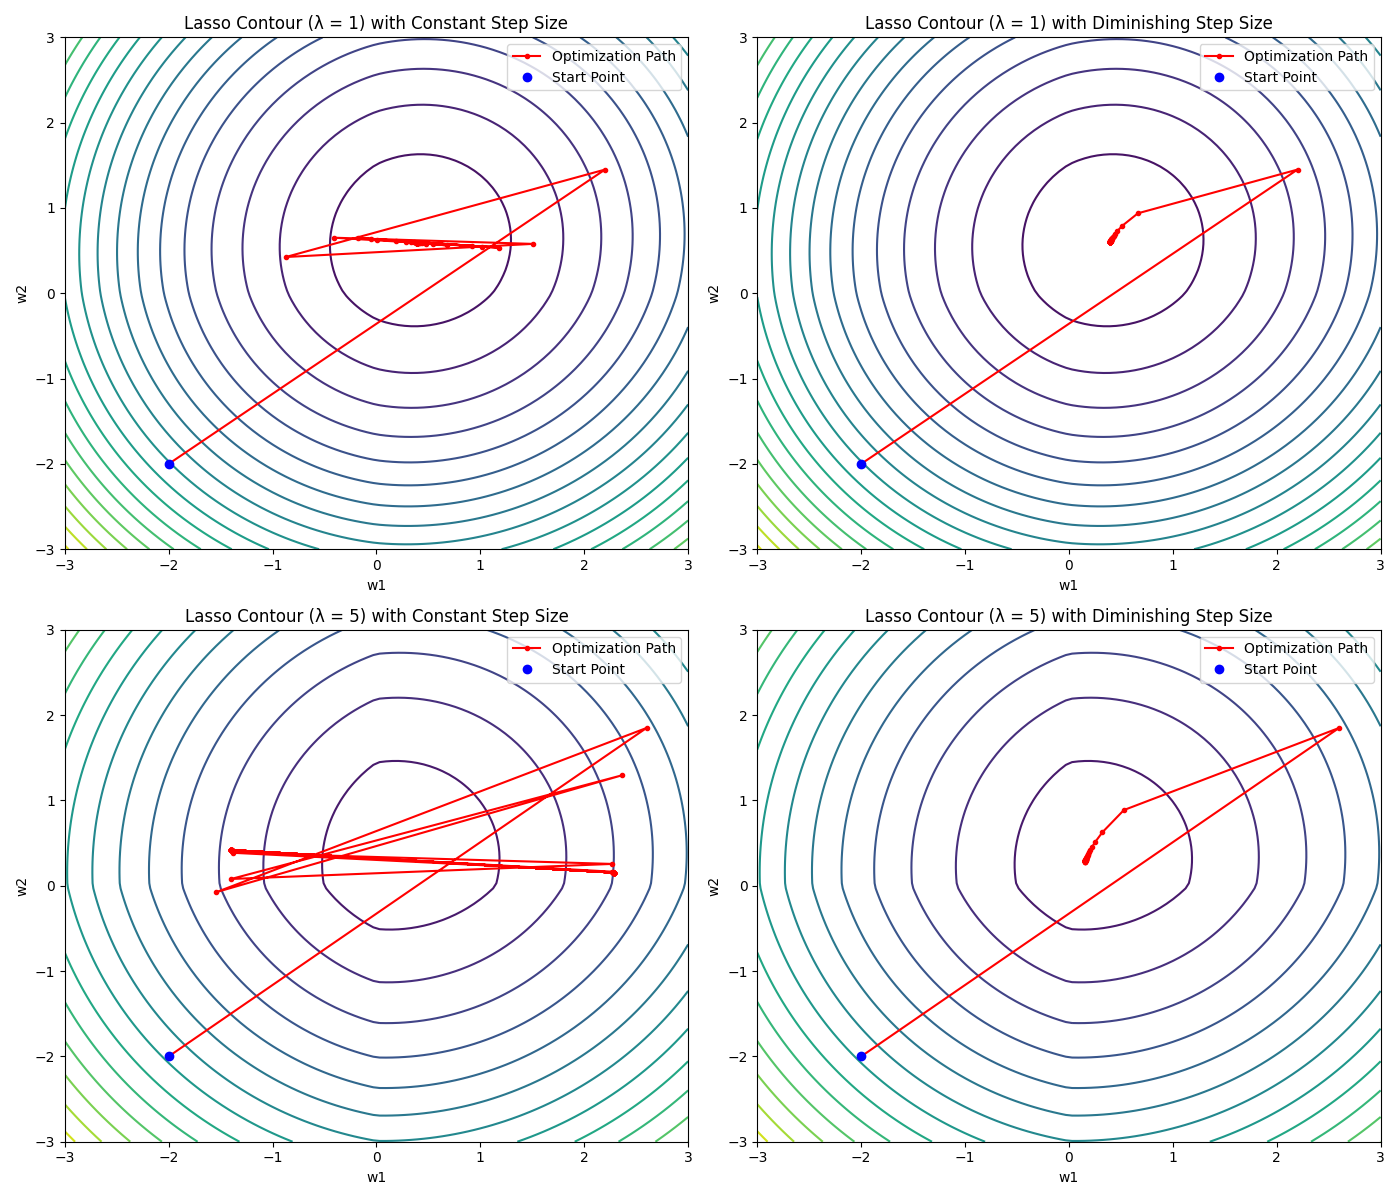 Lasso Contour (λ = 1) with Constant Step Size
Optimization Path
Start Point
3
2
1
0
−1
−2
−3
w2
−3 −2 −1 0 1 2 3
w1
Lasso Contour (λ = 1) with Diminishing Step Size
Optimization Path
Start Point
3
2
1
0
−1
−2
−3
w2
−3 −2 −1 0 1 2 3
w1
Lasso Contour (λ = 5) with Constant Step Size
Optimization Path
Start Point
3
2
1
0
−1
−2
−3
w2
−3 −2 −1 0 1 2 3
w1
Lasso Contour (λ = 5) with Diminishing Step Size
Optimization Path
Start Point
3
2
1
0
−1
−2
−3
w2
−3 −2 −1 0 1 2 3
w1